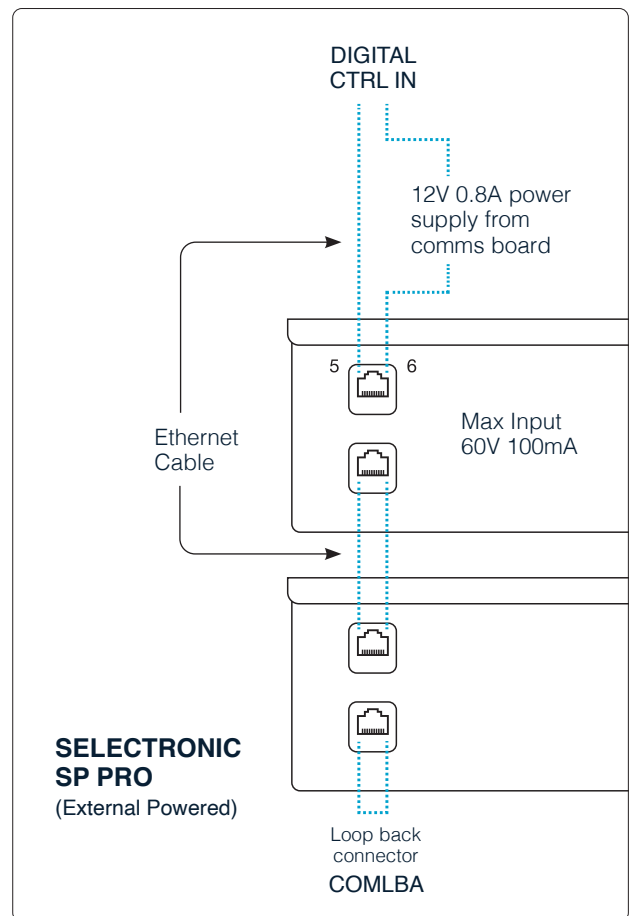 DIGITAL
CTRL IN
12V 0.8A power
supply from
comms board
5
6
Max Input
60V 100mA
Ethernet
Cable
SELECTRONIC
SP PRO
(External Powered)
Loop back
connector
COMLBA